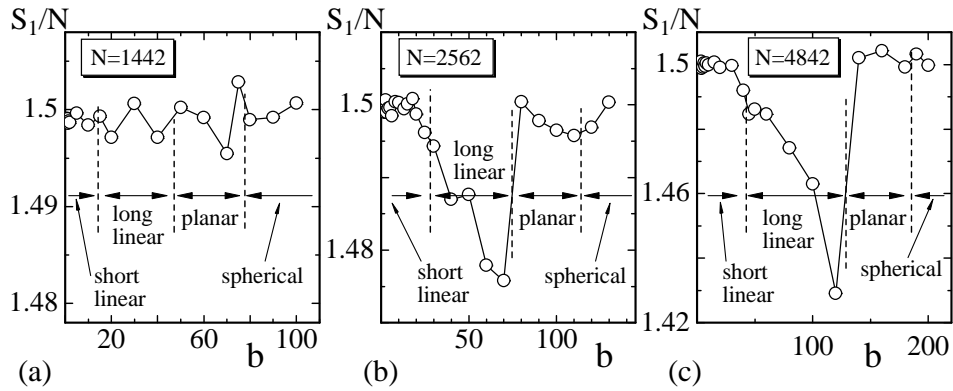 S₁/N
N=1442
1.5
1.49
1.48
long
linear
planar
short
linear
spherical
20
60
100
b
(a)
S₁/N
N=2562
1.5
1.48
long
linear
planar
short
linear
spherical
50
100
b
(b)
S₁/N
N=4842
1.5
1.46
1.42
long
linear
planar
short
linear
spherical
100
200
b
(c)